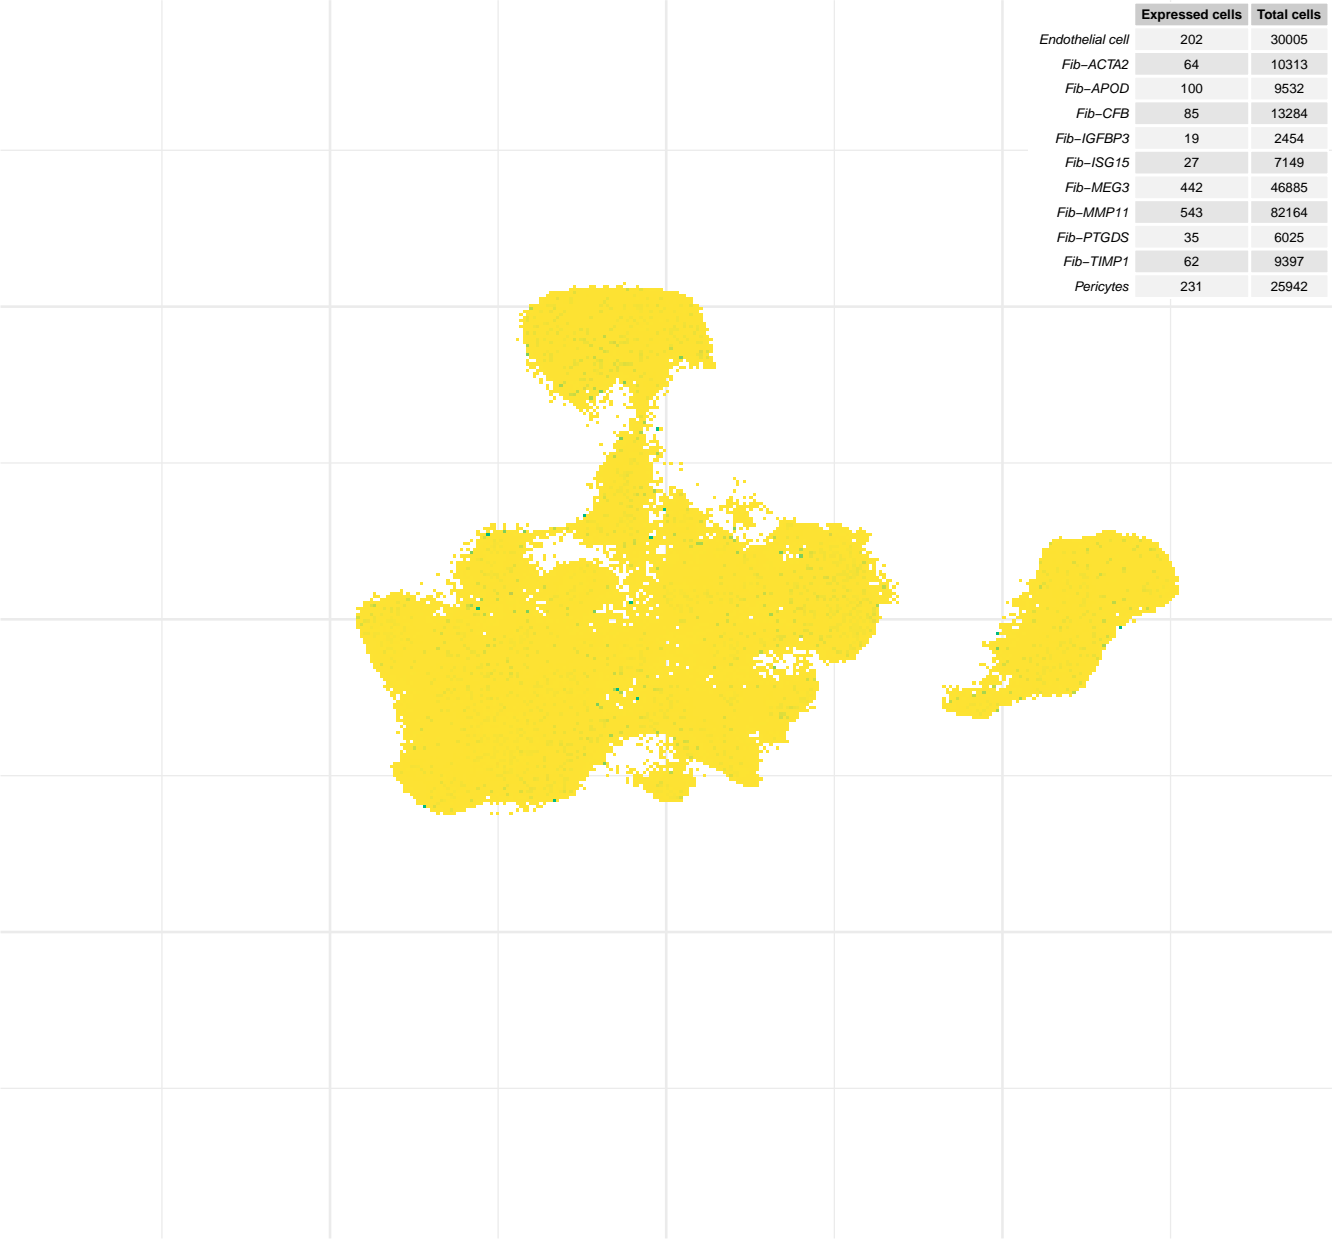 Expressed cells Total cells
Endothelial cell 202 30005
Fib−ACTA2 64 10313
Fib−APOD 100 9532
Fib−CFB 85 13284
Fib−IGFBP3 19 2454
Fib−ISG15 27 7149
Fib−MEG3 442 46885
Fib−MMP11 543 82164
Fib−PTGDS 35 6025
Fib−TIMP1 62 9397
Pericytes 231 25942